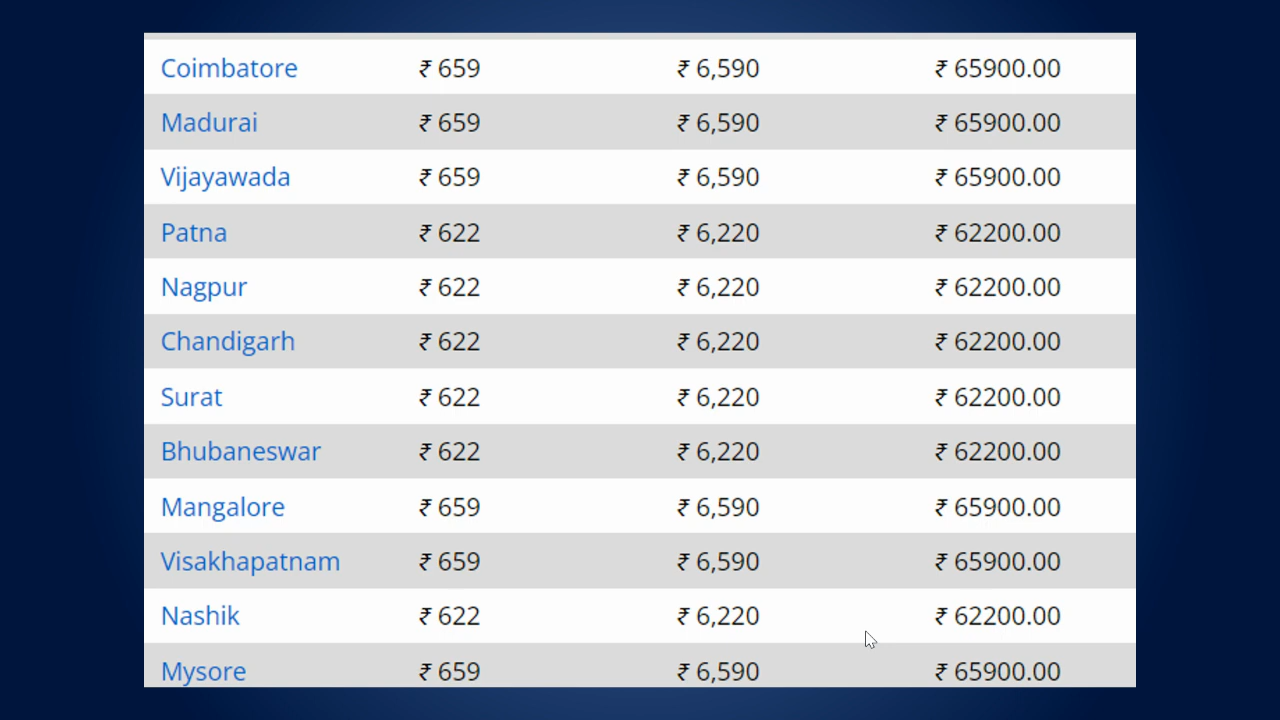 Coimbatore ₹ 659 ₹ 6,590 ₹ 65900.00
Madurai ₹ 659 ₹ 6,590 ₹ 65900.00
Vijayawada ₹ 659 ₹ 6,590 ₹ 65900.00
Patna ₹ 622 ₹ 6,220 ₹ 62200.00
Nagpur ₹ 622 ₹ 6,220 ₹ 62200.00
Chandigarh ₹ 622 ₹ 6,220 ₹ 62200.00
Surat ₹ 622 ₹ 6,220 ₹ 62200.00
Bhubaneswar ₹ 622 ₹ 6,220 ₹ 62200.00
Mangalore ₹ 659 ₹ 6,590 ₹ 65900.00
Visakhapatnam ₹ 659 ₹ 6,590 ₹ 65900.00
Nashik ₹ 622 ₹ 6,220 ₹ 62200.00
Mysore ₹ 659 ₹ 6,590 ₹ 65900.00